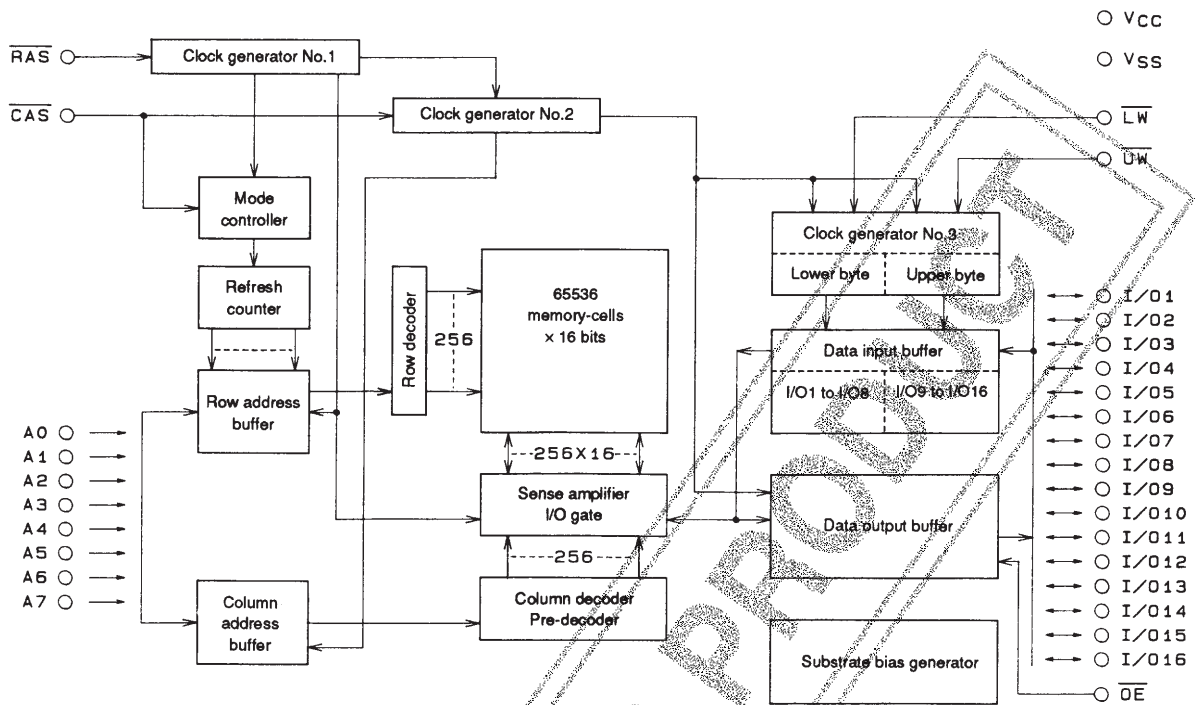 VCC
VSS
RAS
CAS
Clock generator No.1
Clock generator No.2
LW
UW
Mode
controller
Refresh
counter
Row address
buffer
Row decoder
256
65536
memory-cells
× 16 bits
256X16
Sense amplifier
I/O gate
256
Column decoder
Pre-decoder
Column
address
buffer
Clock generator No.3
Lower byte
Upper byte
Data input buffer
I/O1 to I/O8
I/O9 to I/O16
Data output buffer
Substrate bias generator
A0
A1
A2
A3
A4
A5
A6
A7
I/O1
I/O2
I/O3
I/O4
I/O5
I/O6
I/O7
I/O8
I/O9
I/O10
I/O11
I/O12
I/O13
I/O14
I/O15
I/O16
OE
PRODUCT